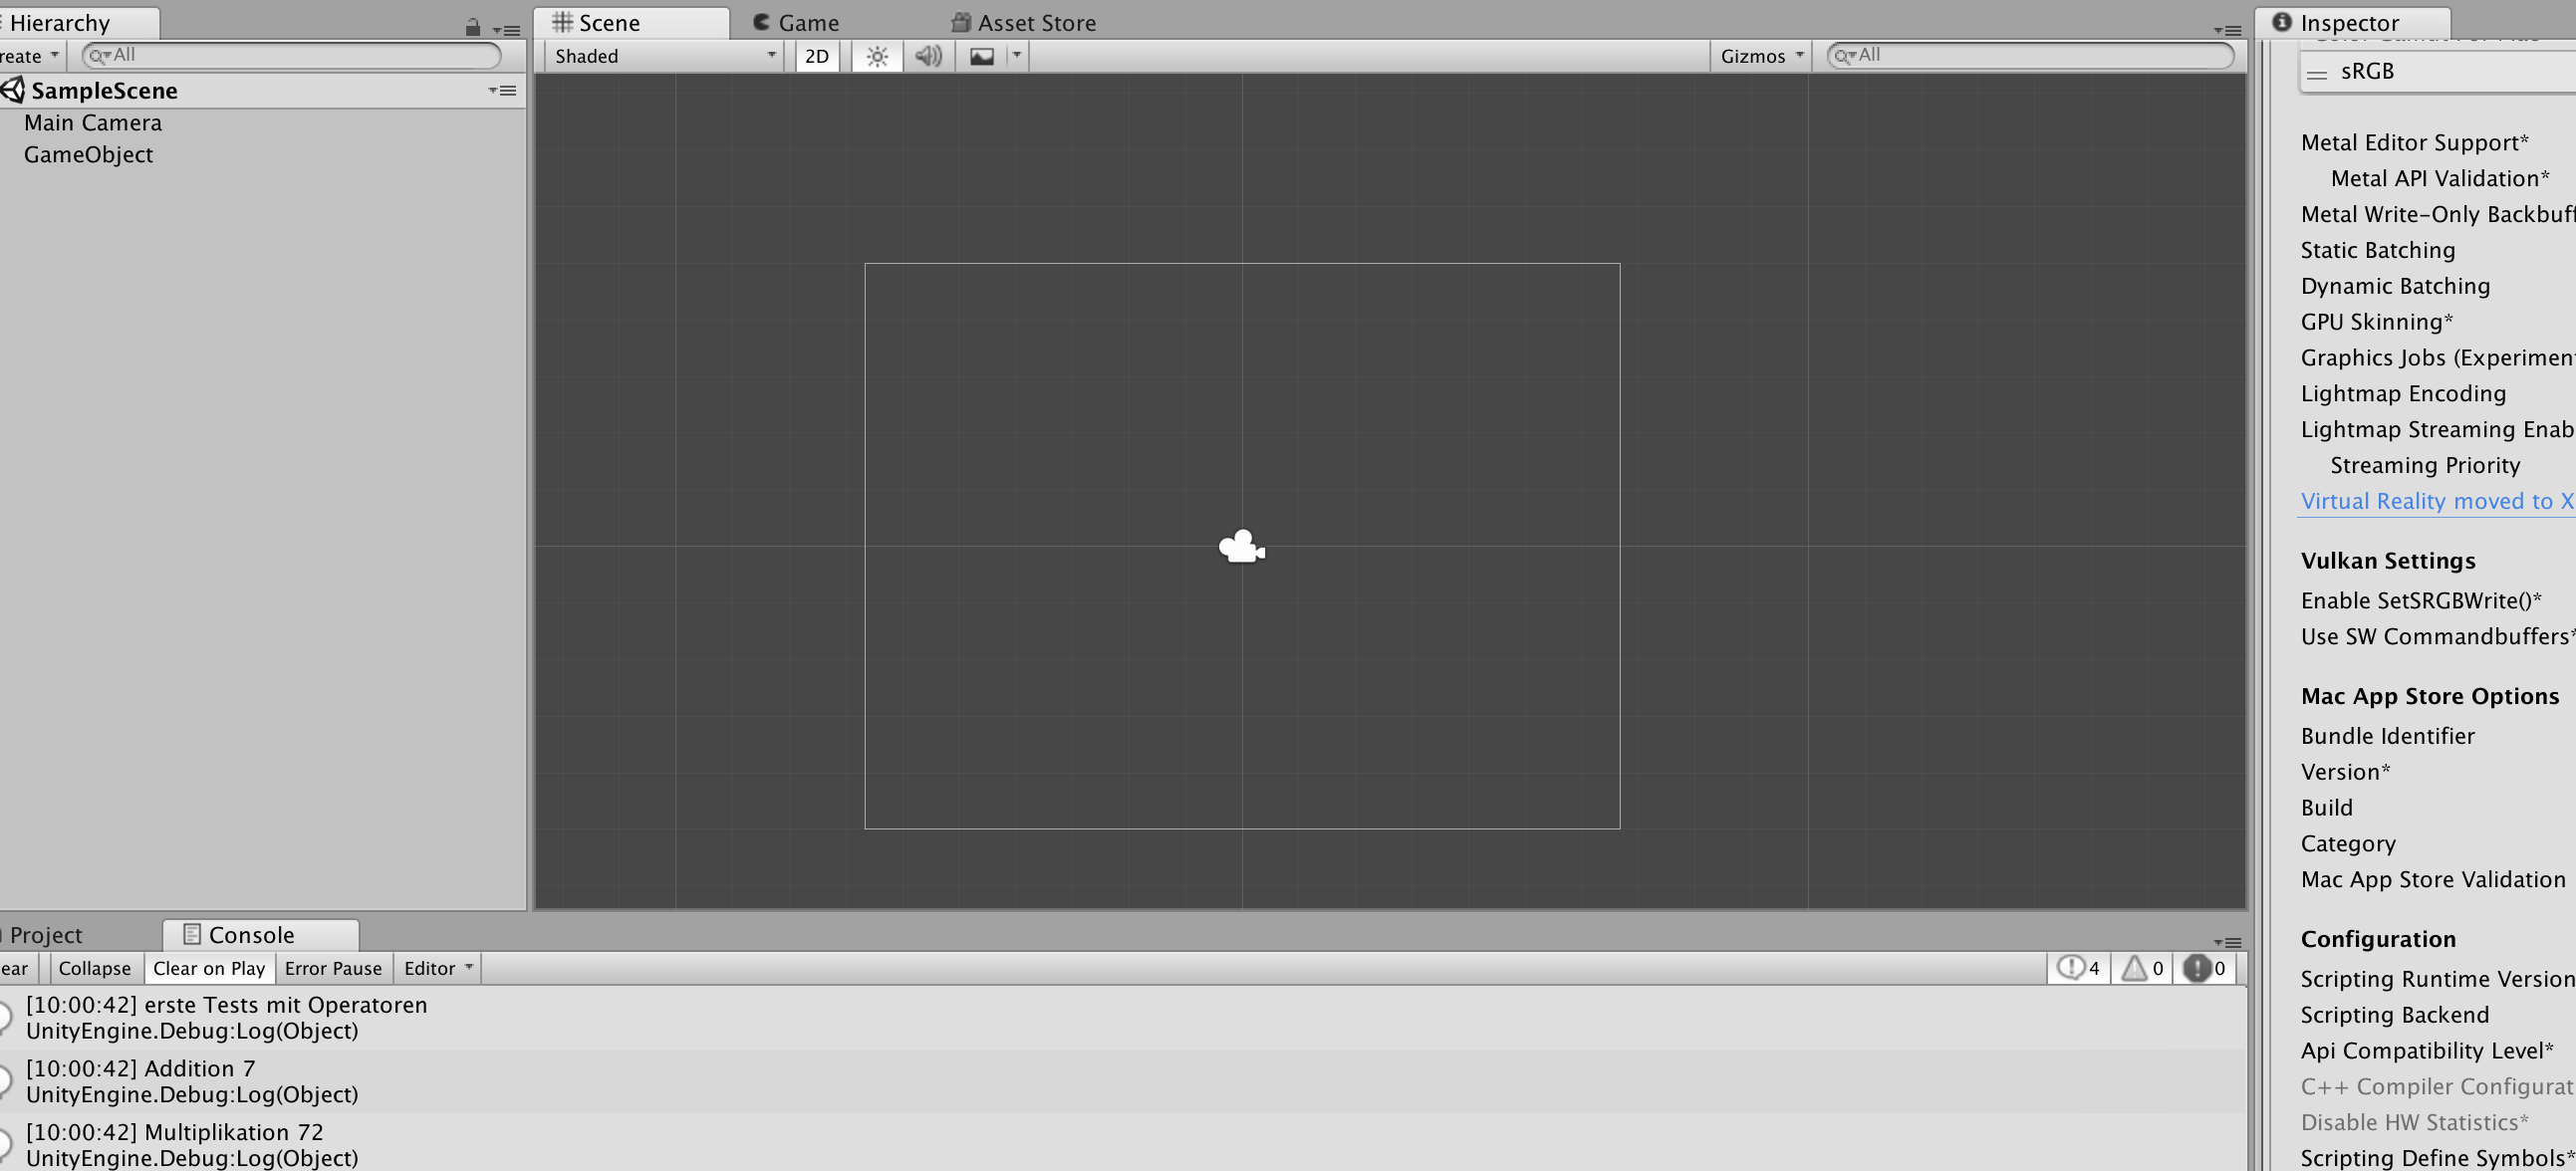 Hierarchy
reate
All
SampleScene
Main Camera
GameObject
Scene
Game
Asset Store
Shaded
2D
Gizmos
All
Inspector
sRGB
Metal Editor Support*
Metal API Validation*
Metal Write-Only Backbuff
Static Batching
Dynamic Batching
GPU Skinning*
Graphics Jobs (Experiment
Lightmap Encoding
Lightmap Streaming Enab
Streaming Priority
Virtual Reality moved to X
Vulkan Settings
Enable SetSRGBWrite()*
Use SW Commandbuffers*
Mac App Store Options
Bundle Identifier
Version*
Build
Category
Mac App Store Validation
Configuration
Scripting Runtime Version
Scripting Backend
Api Compatibility Level*
C++ Compiler Configurat
Disable HW Statistics*
Scripting Define Symbols*
Project
Console
ear
Collapse
Clear on Play
Error Pause
Editor
4
0
0
[10:00:42] erste Tests mit Operatoren
UnityEngine.Debug:Log(Object)
[10:00:42] Addition 7
UnityEngine.Debug:Log(Object)
[10:00:42] Multiplikation 72
UnityEngine.Debug:Log(Object)